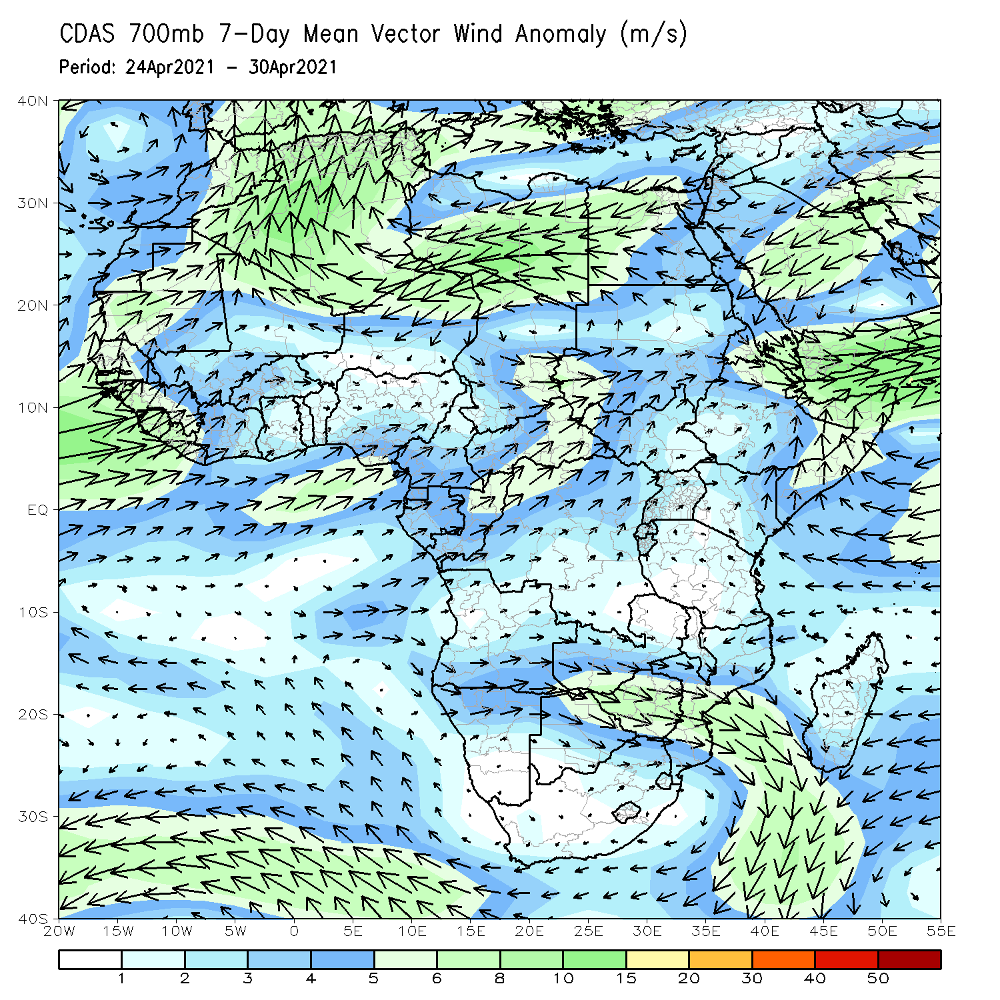 CDAS 700mb 7-Day Mean Vector Wind Anomaly (m/s)
Period: 24Apr2021 - 30Apr2021
40N
30N
20N
10N
EQ
10S
20S
30S
40S
20W 15W 10W 5W 0 5E 10E 15E 20E 25E 30E 35E 40E 45E 50E 55E
1 2 3 4 5 6 8 10 15 20 30 40 50